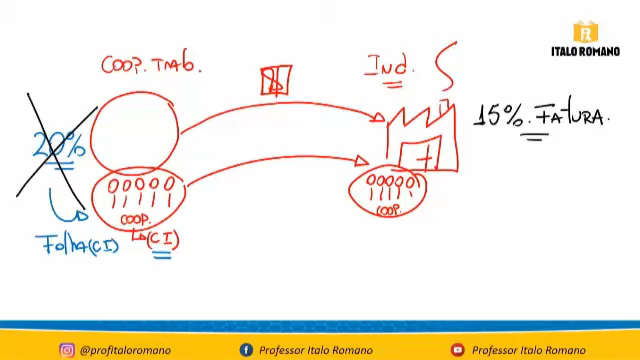 ITALO ROMANO
COOP. TRAB.
Ind.
15% FATURA.
20%
COOP.
(CI)
Folha (CI)
COOP.
@profitaloromano
Professor Italo Romano
Professor Italo Romano